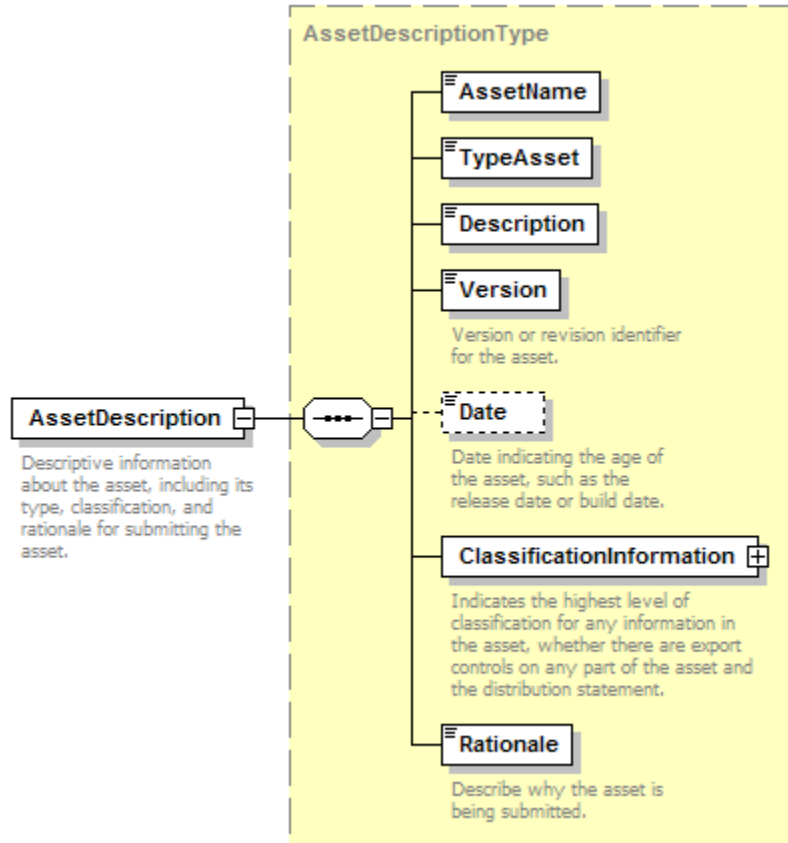 AssetDescriptionType
AssetName
TypeAsset
Description
Version
Version or revision identifier
for the asset.
AssetDescription
Descriptive information
about the asset, including its
type, classification, and
rationale for submitting the
asset.
Date
Date indicating the age of
the asset, such as the
release date or build date.
ClassificationInformation
Indicates the highest level of
classification for any information in
the asset, whether there are export
controls on any part of the asset and
the distribution statement.
Rationale
Describe why the asset is
being submitted.